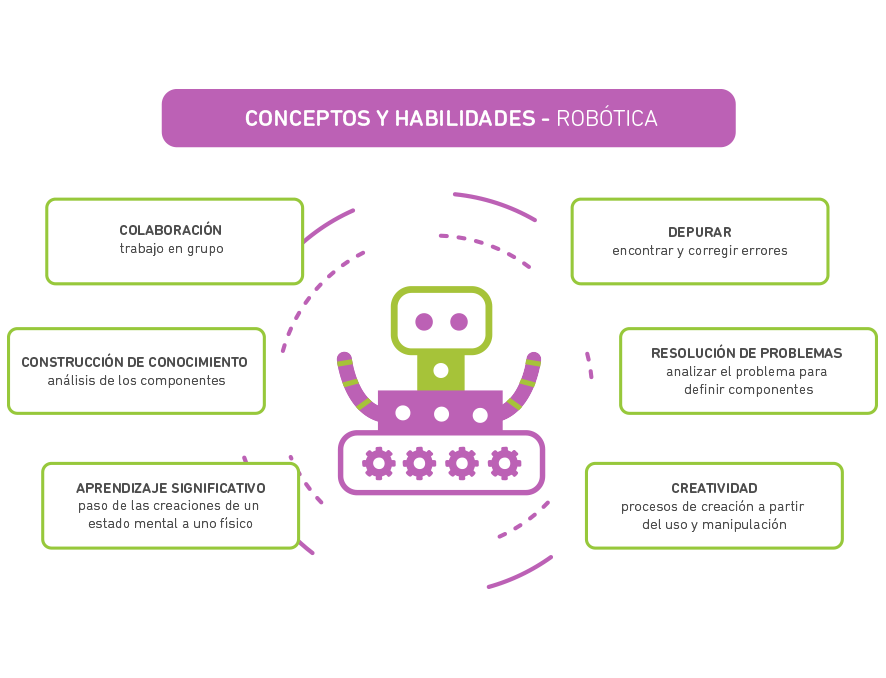 CONCEPTOS Y HABILIDADES - ROBÓTICA
COLABORACIÓN
trabajo en grupo
CONSTRUCCIÓN DE CONOCIMIENTO
análisis de los componentes
APRENDIZAJE SIGNIFICATIVO
paso de las creaciones de un
estado mental a uno físico
DEPURAR
encontrar y corregir errores
RESOLUCIÓN DE PROBLEMAS
analizar el problema para
definir componentes
CREATIVIDAD
procesos de creación a partir
del uso y manipulación